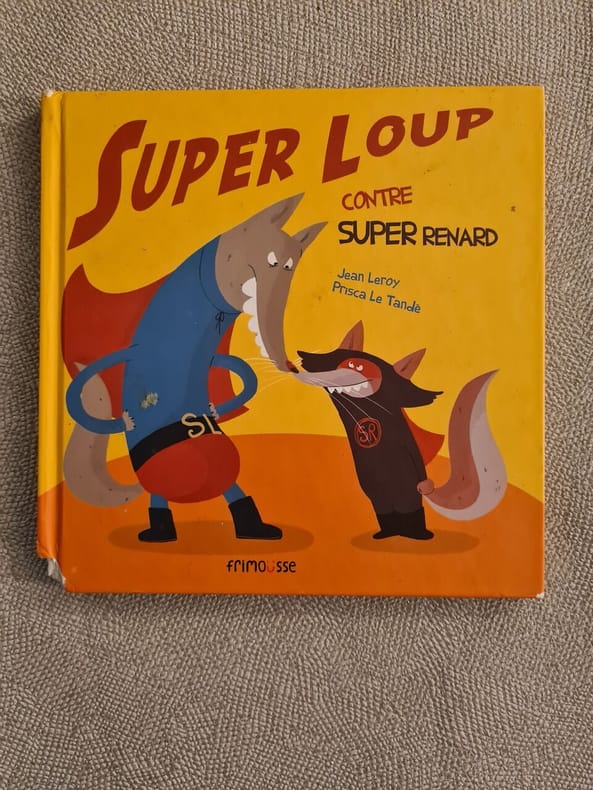 SUPER LOUP
CONTRE
SUPER RENARD
Jean Leroy
Prisca Le Tandé
SL
SR
frimousse